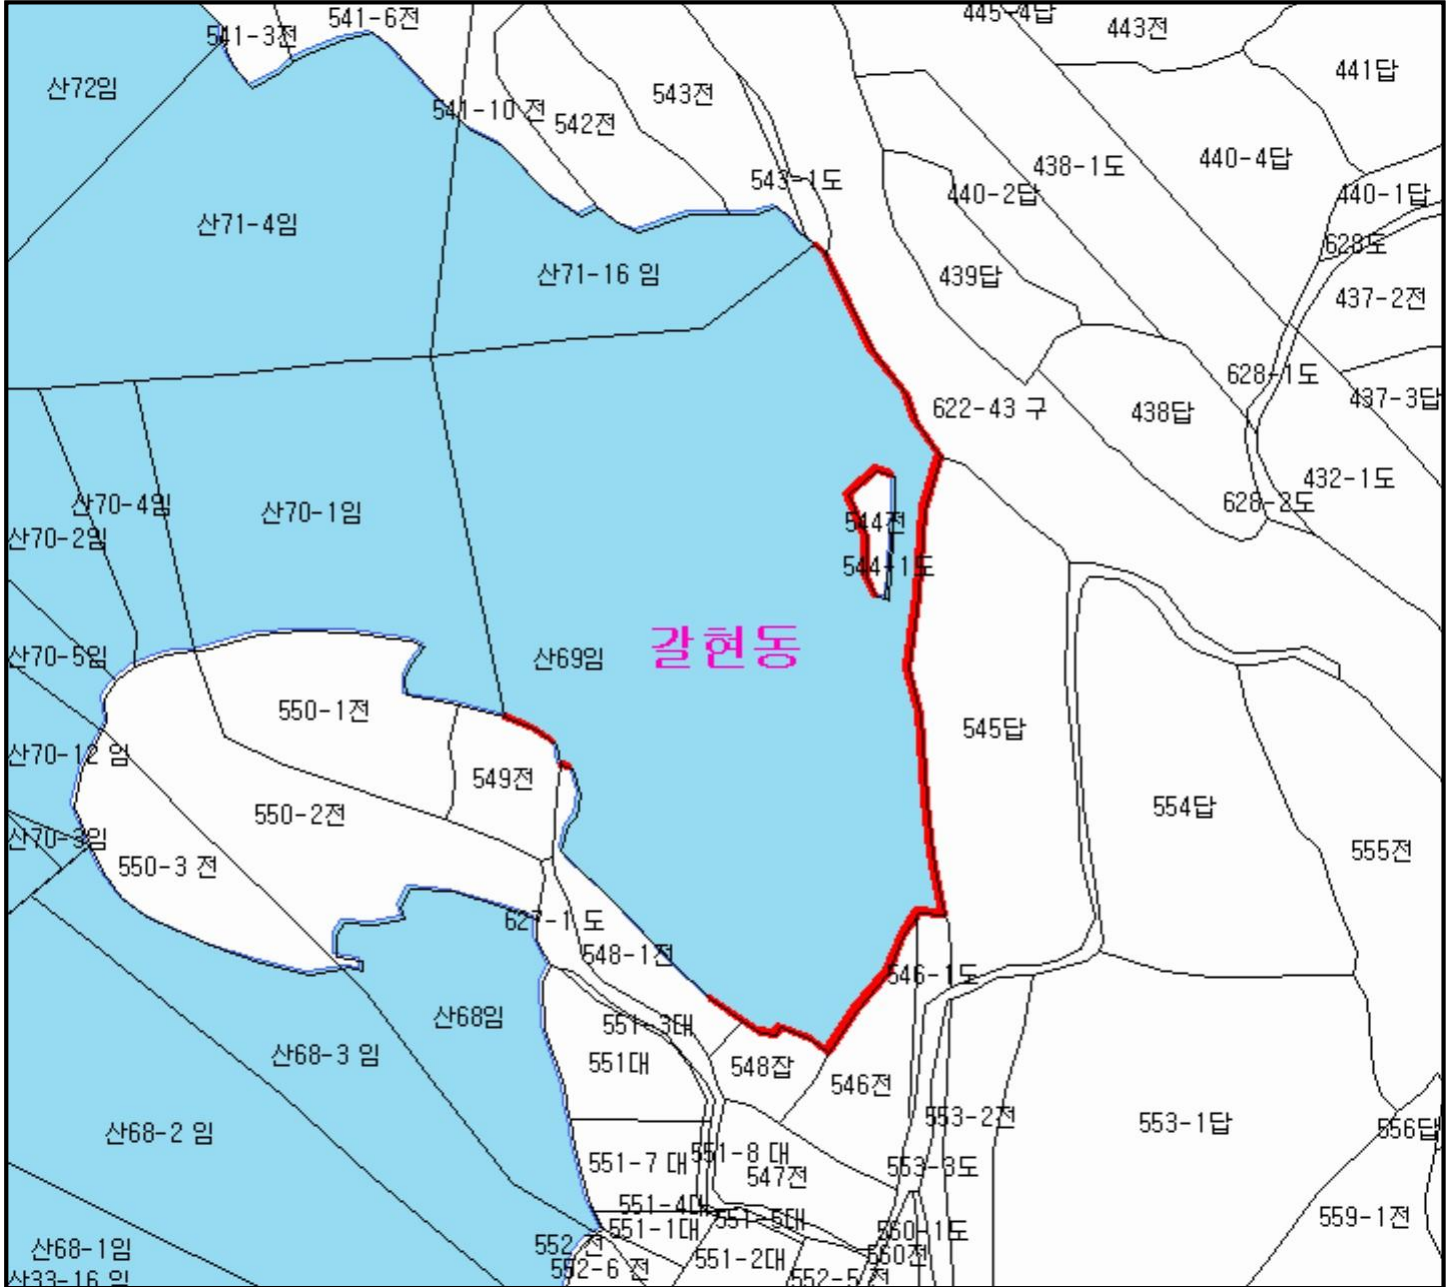 445-4답
541-6전
443전
541-3전
441답
산72임
543전
541-10 전
542전
440-4답
438-1도
543-1도
440-2답
440-1답
산71-4임
628도
산71-16 임
439답
437-2전
628-1도
437-3답
622-43 구
438답
432-1도
산70-4임
628-2도
산70-1임
544전
산70-2임
544-1도
갈현동
산70-5임
산69임
550-1전
545답
산70-12 임
549전
554답
550-2전
산70-3임
555전
550-3 전
627-1 도
548-1전
546-1도
산68임
551-3대
산68-3 임
551대
548잡
546전
553-2전
553-1답
556답
산68-2 임
551-8 대
551-7 대
553-3도
547전
551-4대
551-5대
559-1전
551-1대
560-1도
552 전
산68-1임
560전
551-2대
552-6 전
552-5 전
산33-16 임